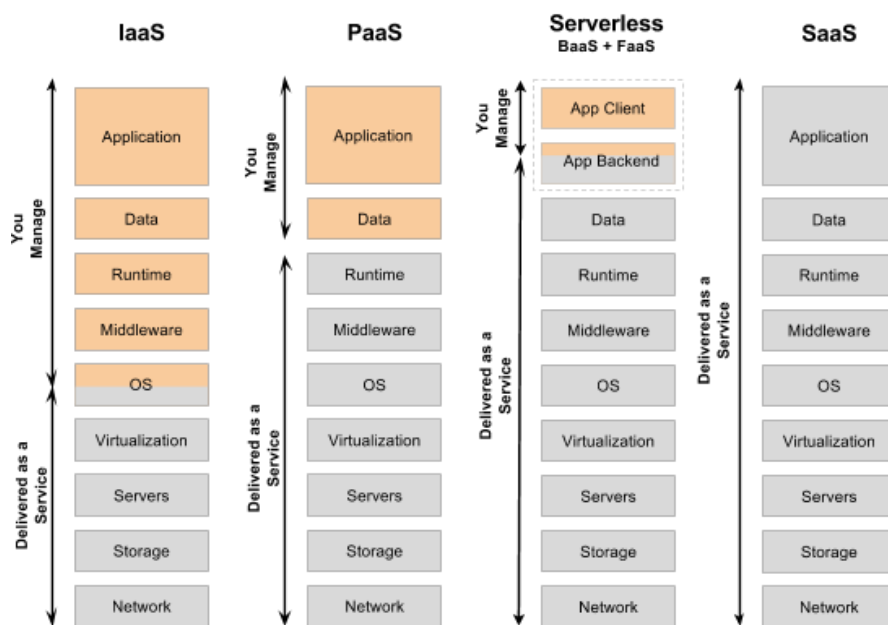 IaaS
You
Manage
Delivered as a
Service
Application
Data
Runtime
Middleware
OS
Virtualization
Servers
Storage
Network
PaaS
You
Manage
Delivered as a
Service
Application
Data
Runtime
Middleware
OS
Virtualization
Servers
Storage
Network
Serverless
BaaS + FaaS
You
Manage
Delivered as a
Service
App Client
App Backend
Data
Runtime
Middleware
OS
Virtualization
Servers
Storage
Network
SaaS
Delivered as a
Service
Application
Data
Runtime
Middleware
OS
Virtualization
Servers
Storage
Network